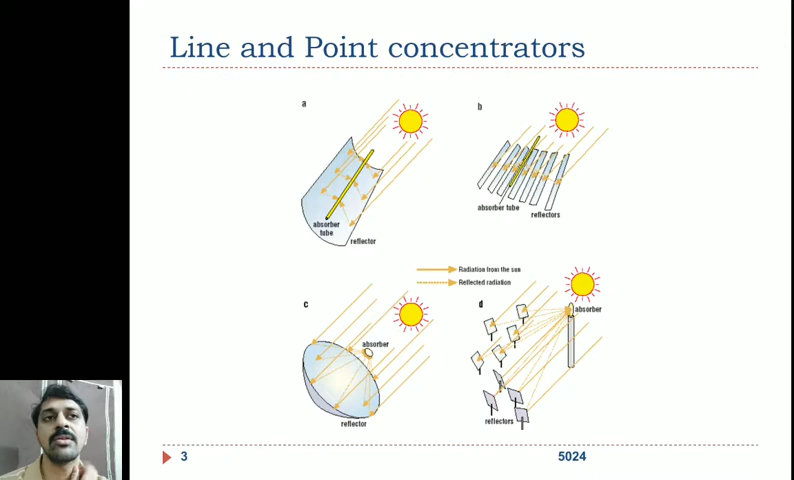 Line and Point concentrators
a
b
absorber
tube
reflector
absorber tube
reflectors
Radiation from the sun
Reflected radiation
c
absorber
reflector
d
absorber
reflectors
3
5024